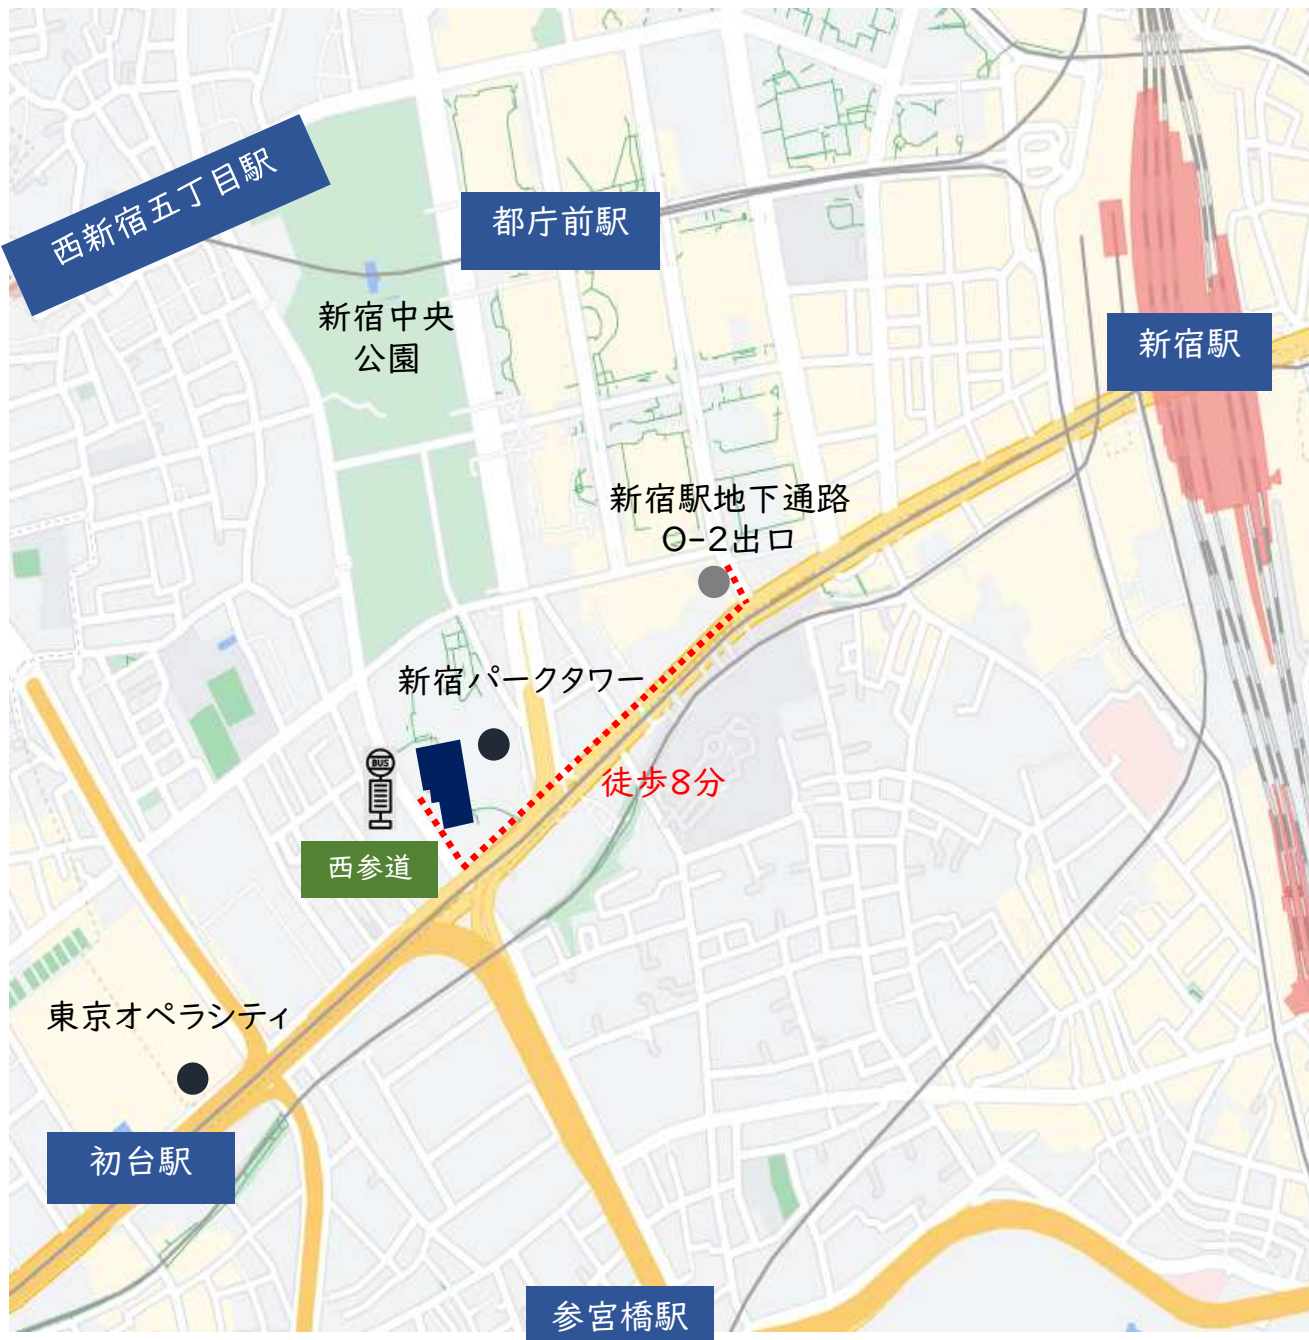 西新宿五丁目駅
都庁前駅
新宿中央
公園
新宿駅
新宿駅地下通路
O-2出口
新宿パークタワー
BUS
徒歩8分
西参道
東京オペラシティ
初台駅
参宮橋駅